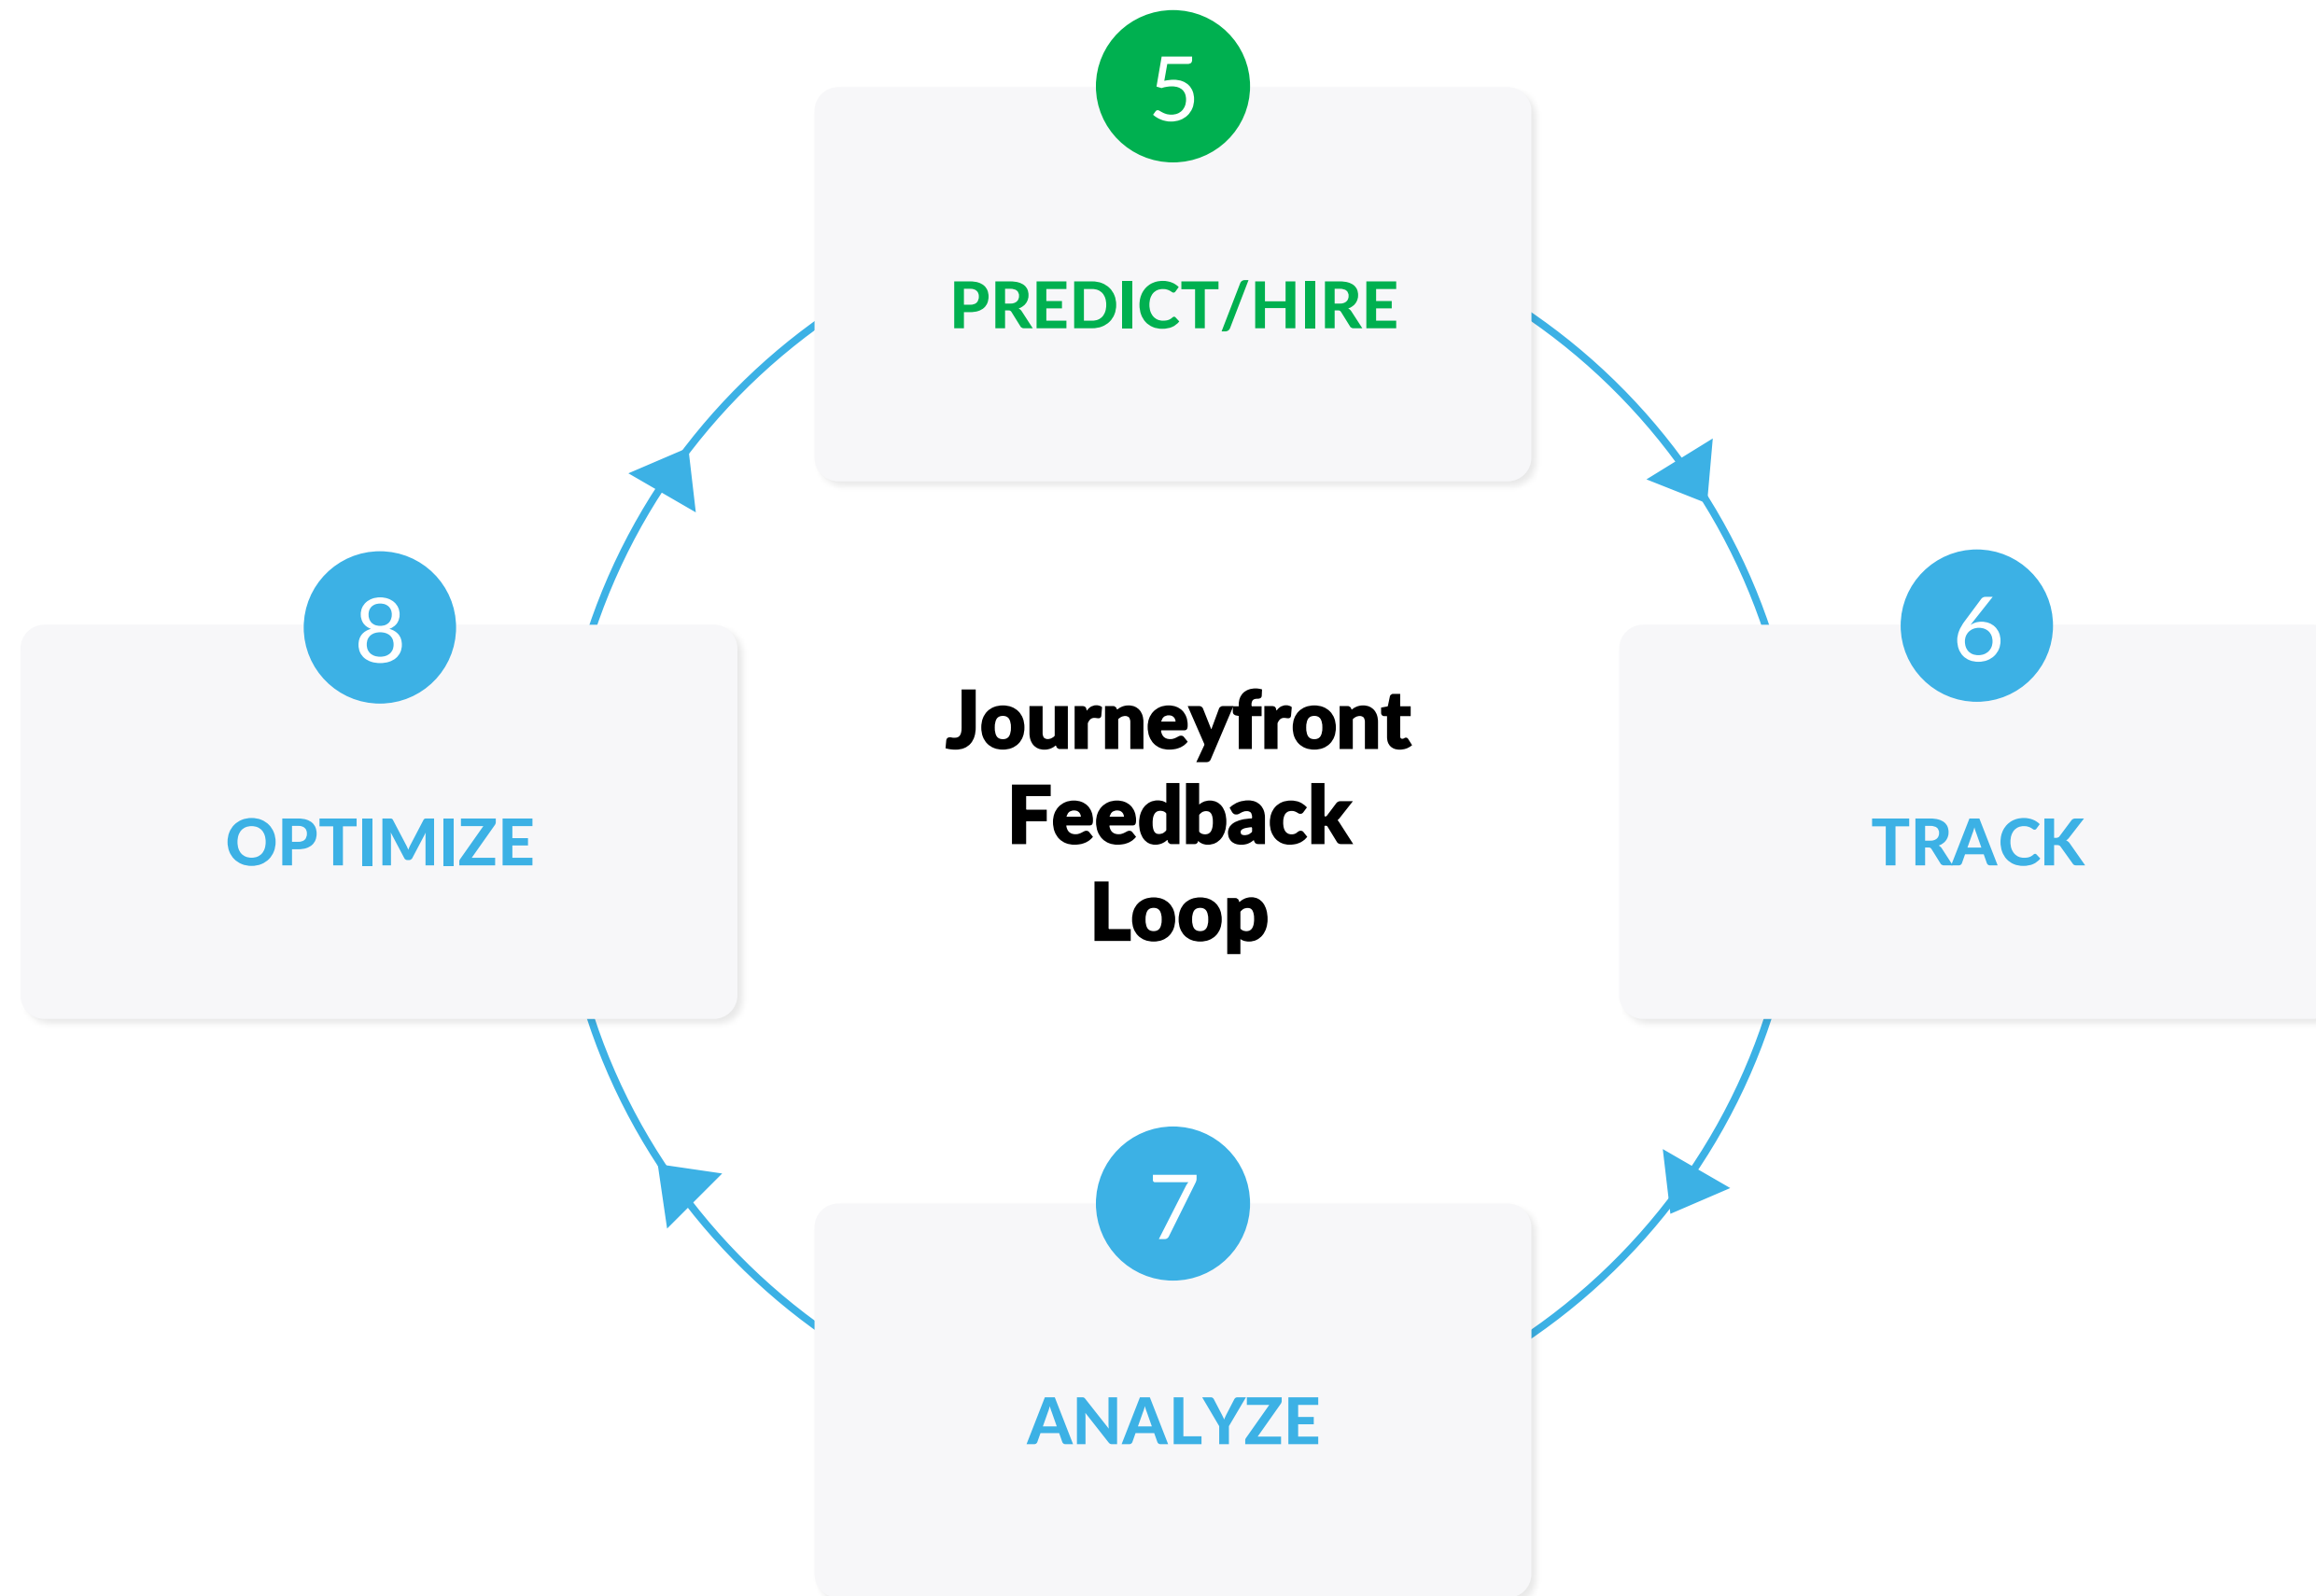 5
PREDICT/HIRE
6
TRACK
7
ANALYZE
8
OPTIMIZE
Journeyfront
Feedback
Loop